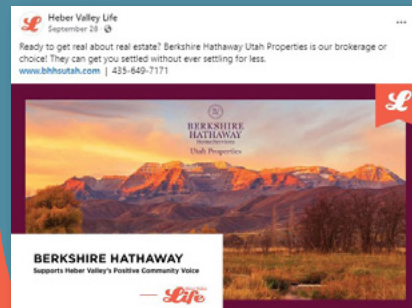 Heber Valley Life
September 28
Ready to get real about real estate? Berkshire Hathaway Utah Properties is our brokerage or
choice! They can get you settled without ever settling for less.
www.bhhsutah.com | 435-649-7171
BERKSHIRE
HATHAWAY
HomeServices
Utah Properties
BERKSHIRE HATHAWAY
Supports Heber Valley's Positive Community Voice
Life